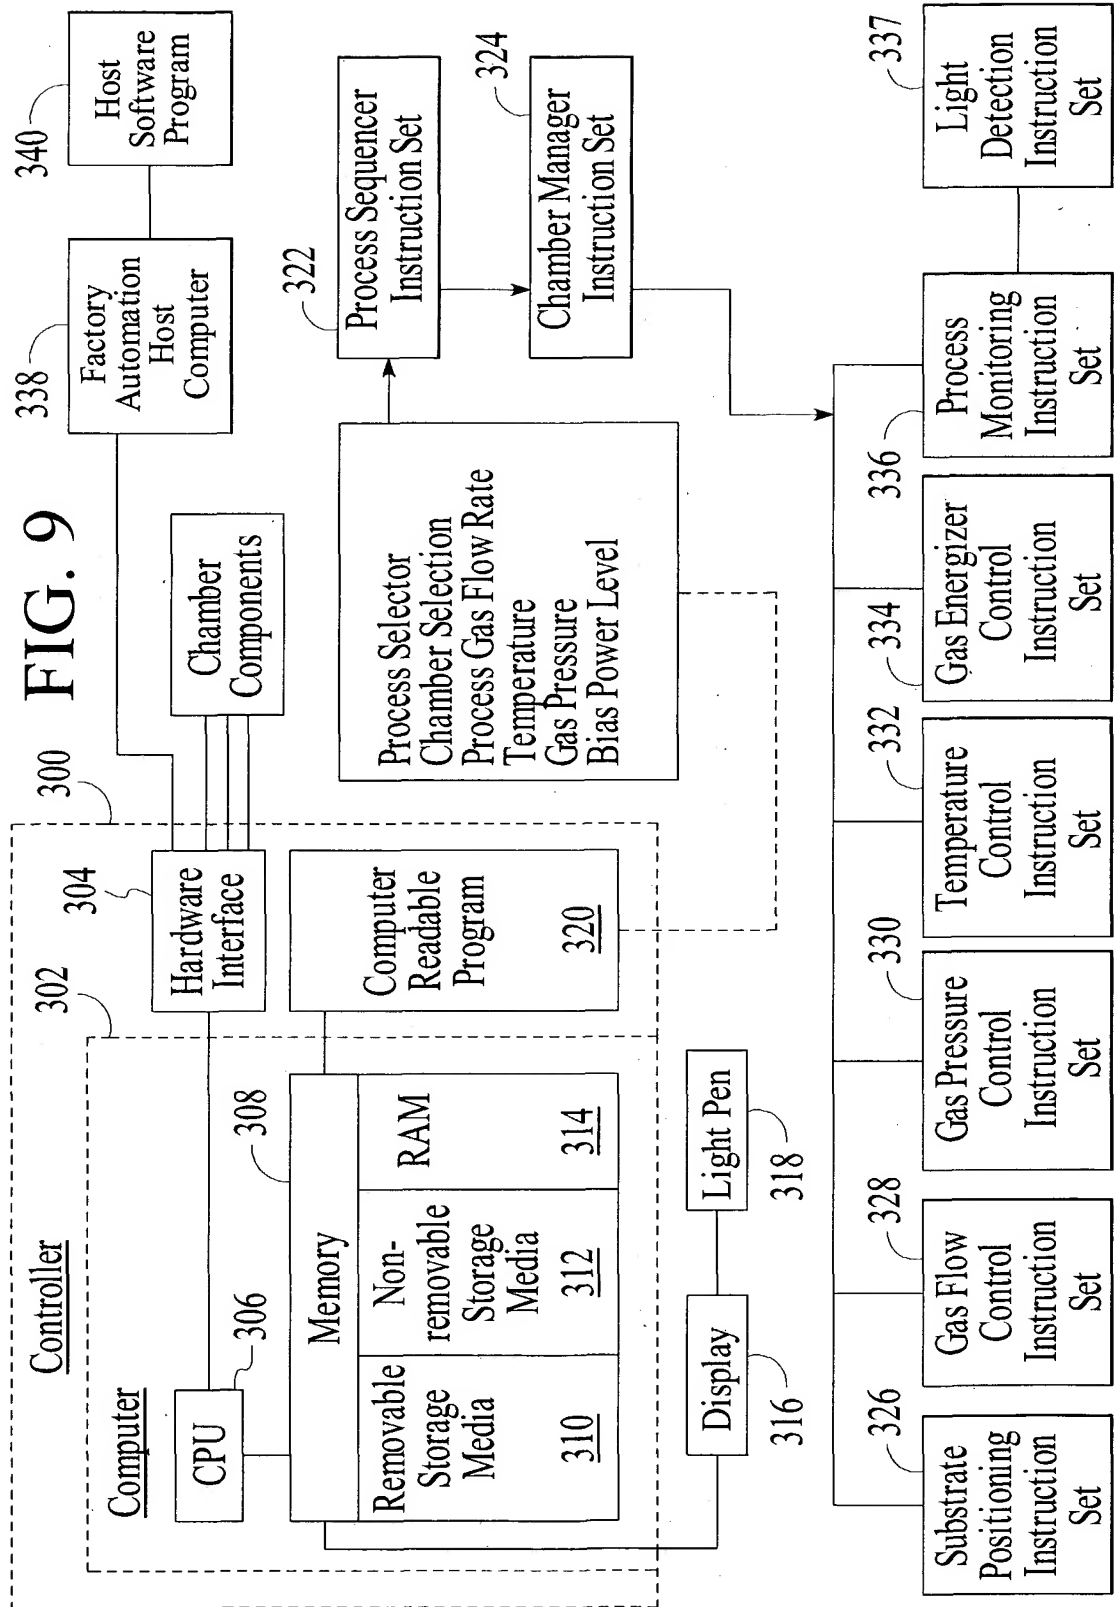 FIG. 9
Controller
300
Computer
302
CPU
306
Hardware
Interface
304
Chamber
Components
Factory
Automation
Host
Computer
338
Host
Software
Program
340
Memory
308
Removable
Storage
Media
310
Non-
removable
Storage
Media
312
RAM
314
Computer
Readable
Program
320
Display
316
Light Pen
318
Process Selector
Chamber Selection
Process Gas Flow Rate
Temperature
Gas Pressure
Bias Power Level
Process Sequencer
Instruction Set
322
Chamber Manager
Instruction Set
324
Substrate
Positioning
Instruction
Set
326
Gas Flow
Control
Instruction
Set
328
Gas Pressure
Control
Instruction
Set
330
Temperature
Control
Instruction
Set
332
Gas Energizer
Control
Instruction
Set
334
Process
Monitoring
Instruction
Set
336
Light
Detection
Instruction
Set
337